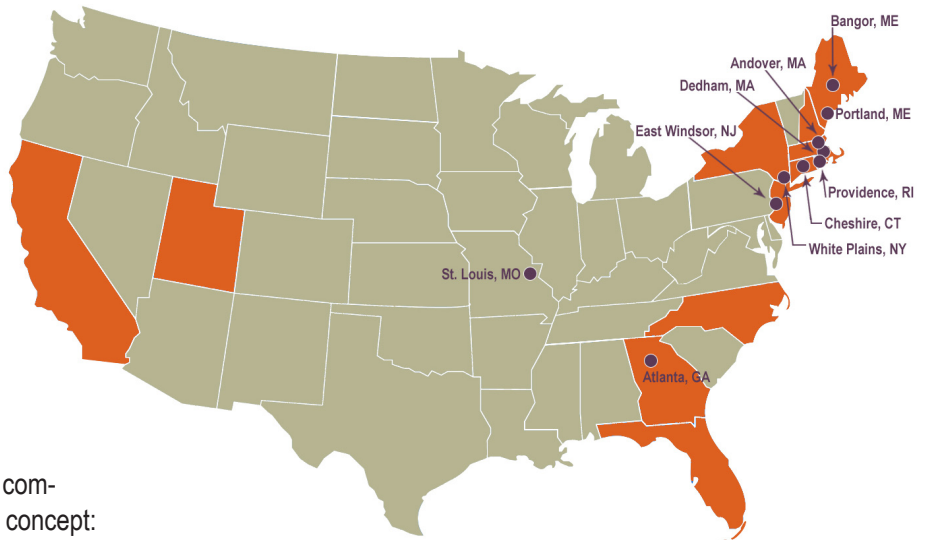 Bangor, ME
Andover, MA
Dedham, MA
Portland, ME
East Windsor, NJ
Providence, RI
Cheshire, CT
White Plains, NY
St. Louis, MO
Atlanta, GA
com-
concept: